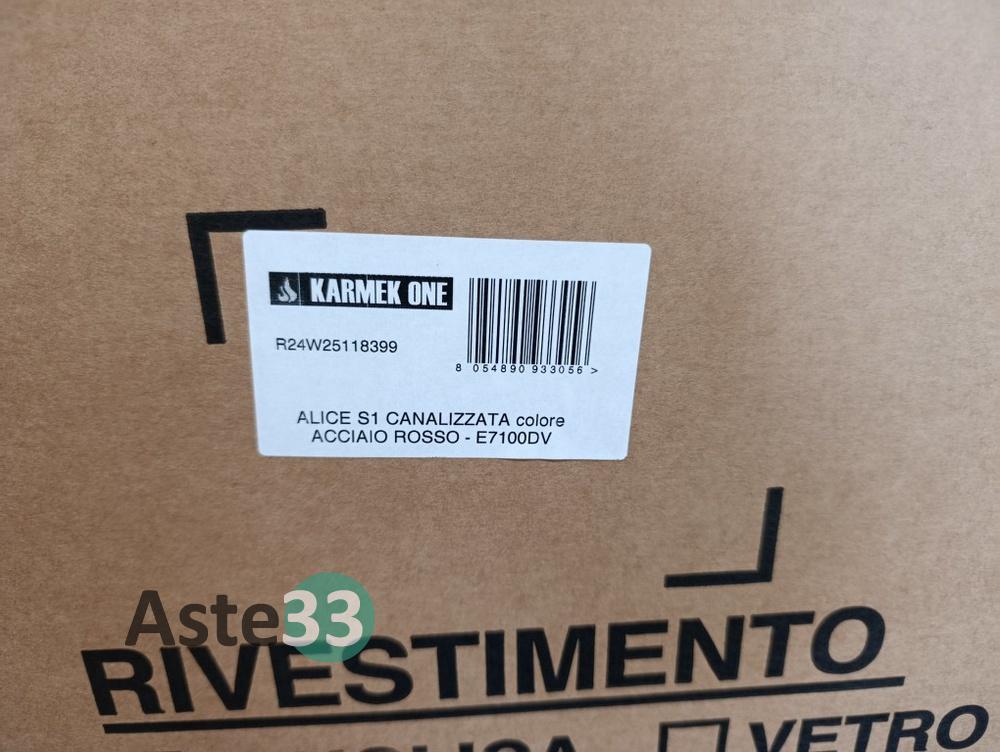 KARMEK ONE
R24W25118399
8 054890 933056 >
ALICE S1 CANALIZZATA colore
ACCIAIO ROSSO - E7100DV
Aste33
RIVESTIMENTO
VETRO